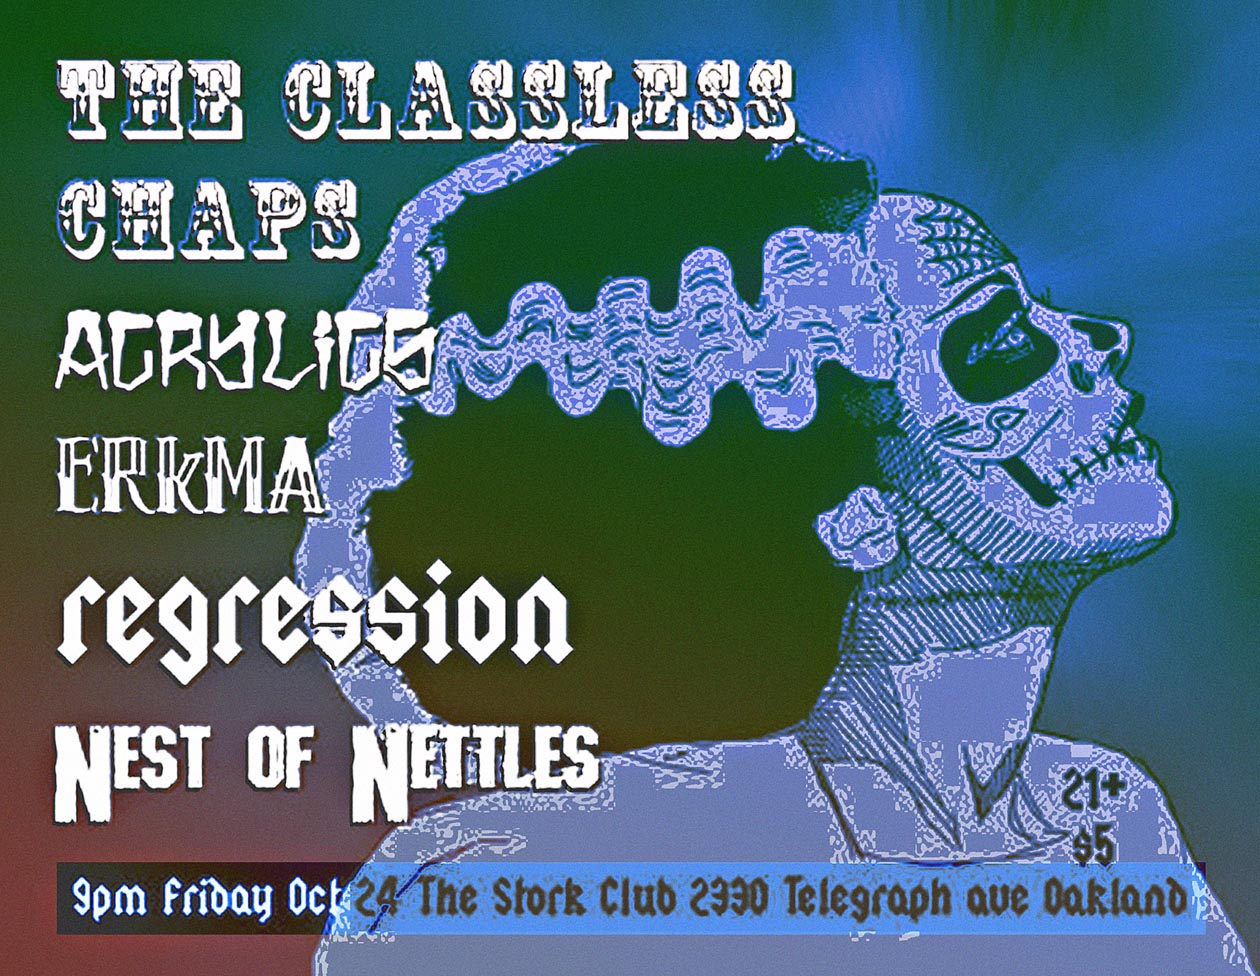 THE CLASSLESS
CHAPS
ACRYLiCS
ERkMA
regression
NEST OF NETTLES
21+
$5
9pm Friday Oct 24 The Stork Club 2330 Telegraph ave Oakland